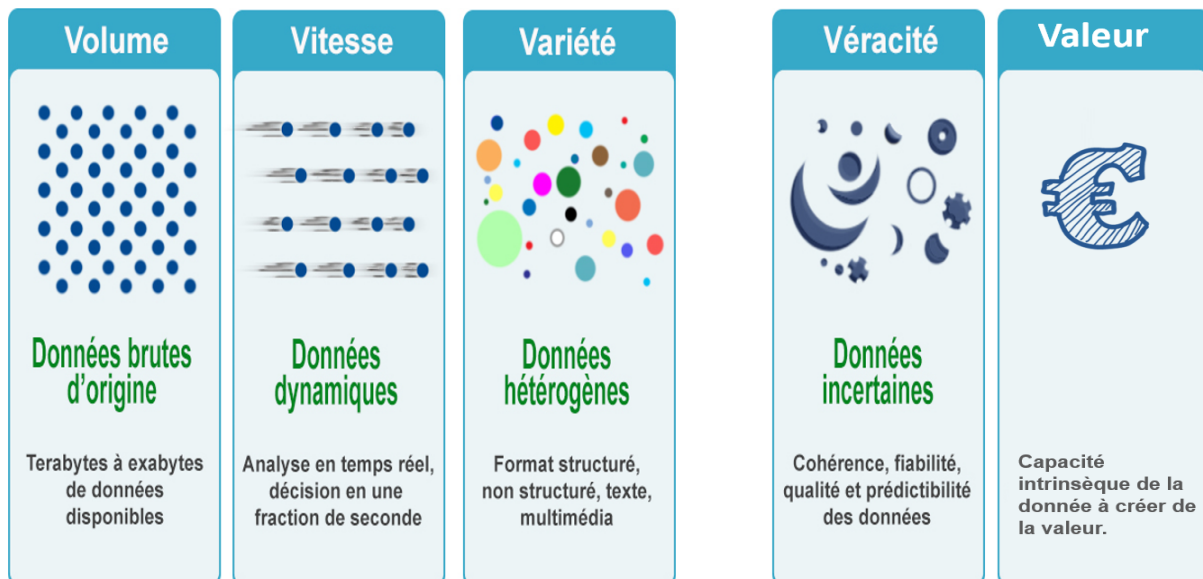 Volume
Données brutes
d'origine
Terabytes à exabytes
de données
disponibles
Vitesse
Données
dynamiques
Analyse en temps réel,
décision en une
fraction de seconde
Variété
Données
hétérogènes
Format structuré,
non structuré, texte,
multimédia
Véracité
Données
incertaines
Cohérence, fiabilité,
qualité et prédictibilité
des données
Valeur
€
Capacité
intrinsèque de la
donnée à créer de
la valeur.